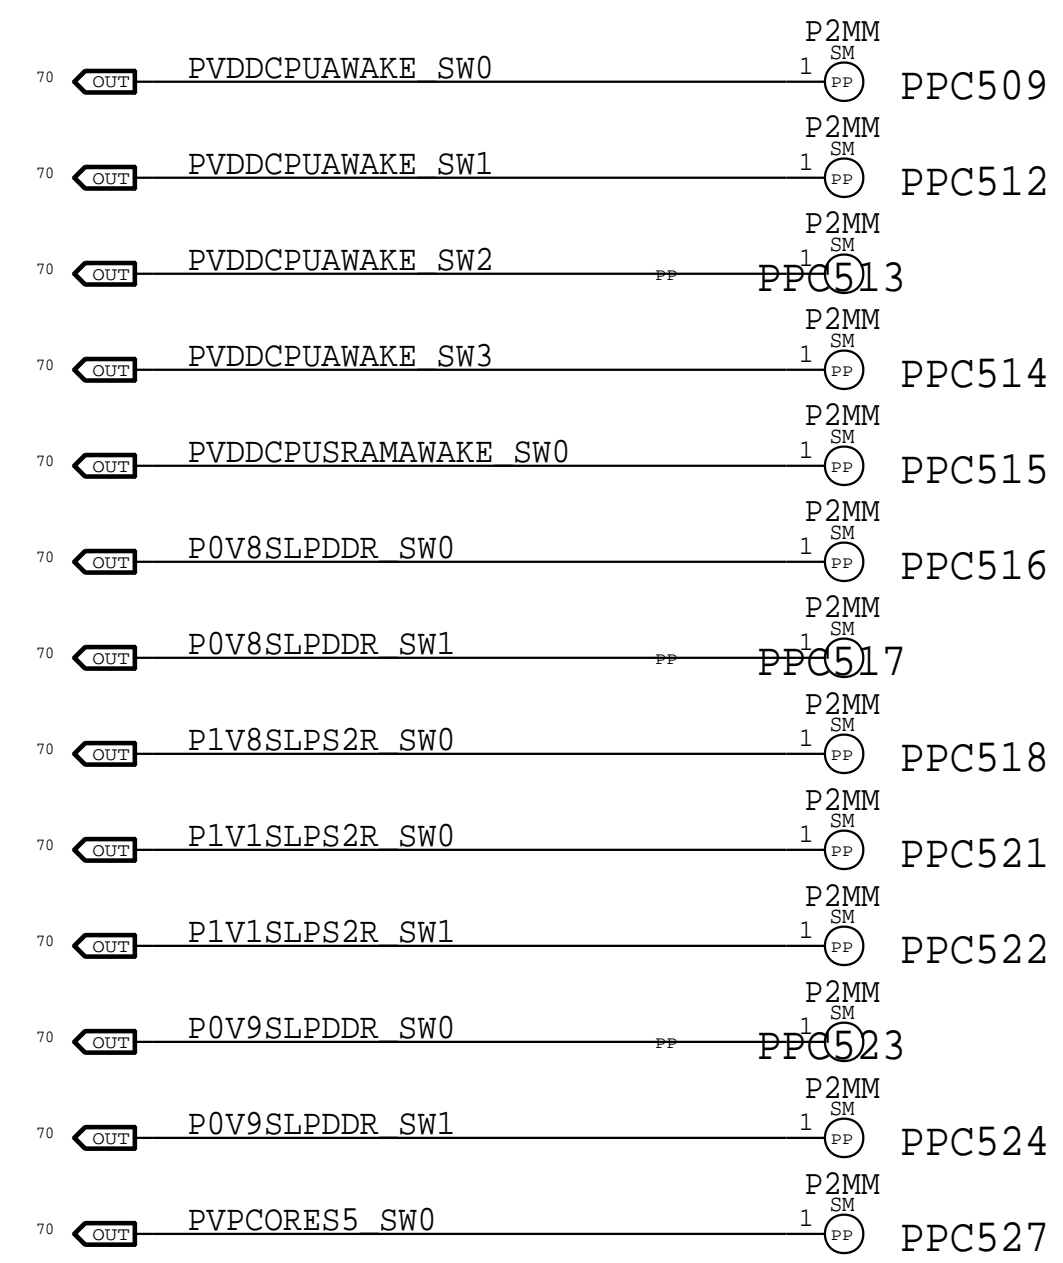 P2MM
SM
70 OUT PVDDCPUAWAKE_SW0 1 PP PPC509
P2MM
SM
70 OUT PVDDCPUAWAKE_SW1 1 PP PPC512
P2MM
SM
70 OUT PVDDCPUAWAKE_SW2 PP 1 PPC513
P2MM
SM
70 OUT PVDDCPUAWAKE_SW3 1 PP PPC514
P2MM
SM
70 OUT PVDDCPUSRAMAWAKE_SW0 1 PP PPC515
P2MM
SM
70 OUT P0V8SLPDDR_SW0 1 PP PPC516
P2MM
SM
70 OUT P0V8SLPDDR_SW1 PP 1 PPC517
P2MM
SM
70 OUT P1V8SLPS2R_SW0 1 PP PPC518
P2MM
SM
70 OUT P1V1SLPS2R_SW0 1 PP PPC521
P2MM
SM
70 OUT P1V1SLPS2R_SW1 1 PP PPC522
P2MM
SM
70 OUT P0V9SLPDDR_SW0 PP 1 PPC523
P2MM
SM
70 OUT P0V9SLPDDR_SW1 1 PP PPC524
P2MM
SM
70 OUT PVPCORES5_SW0 1 PP PPC527